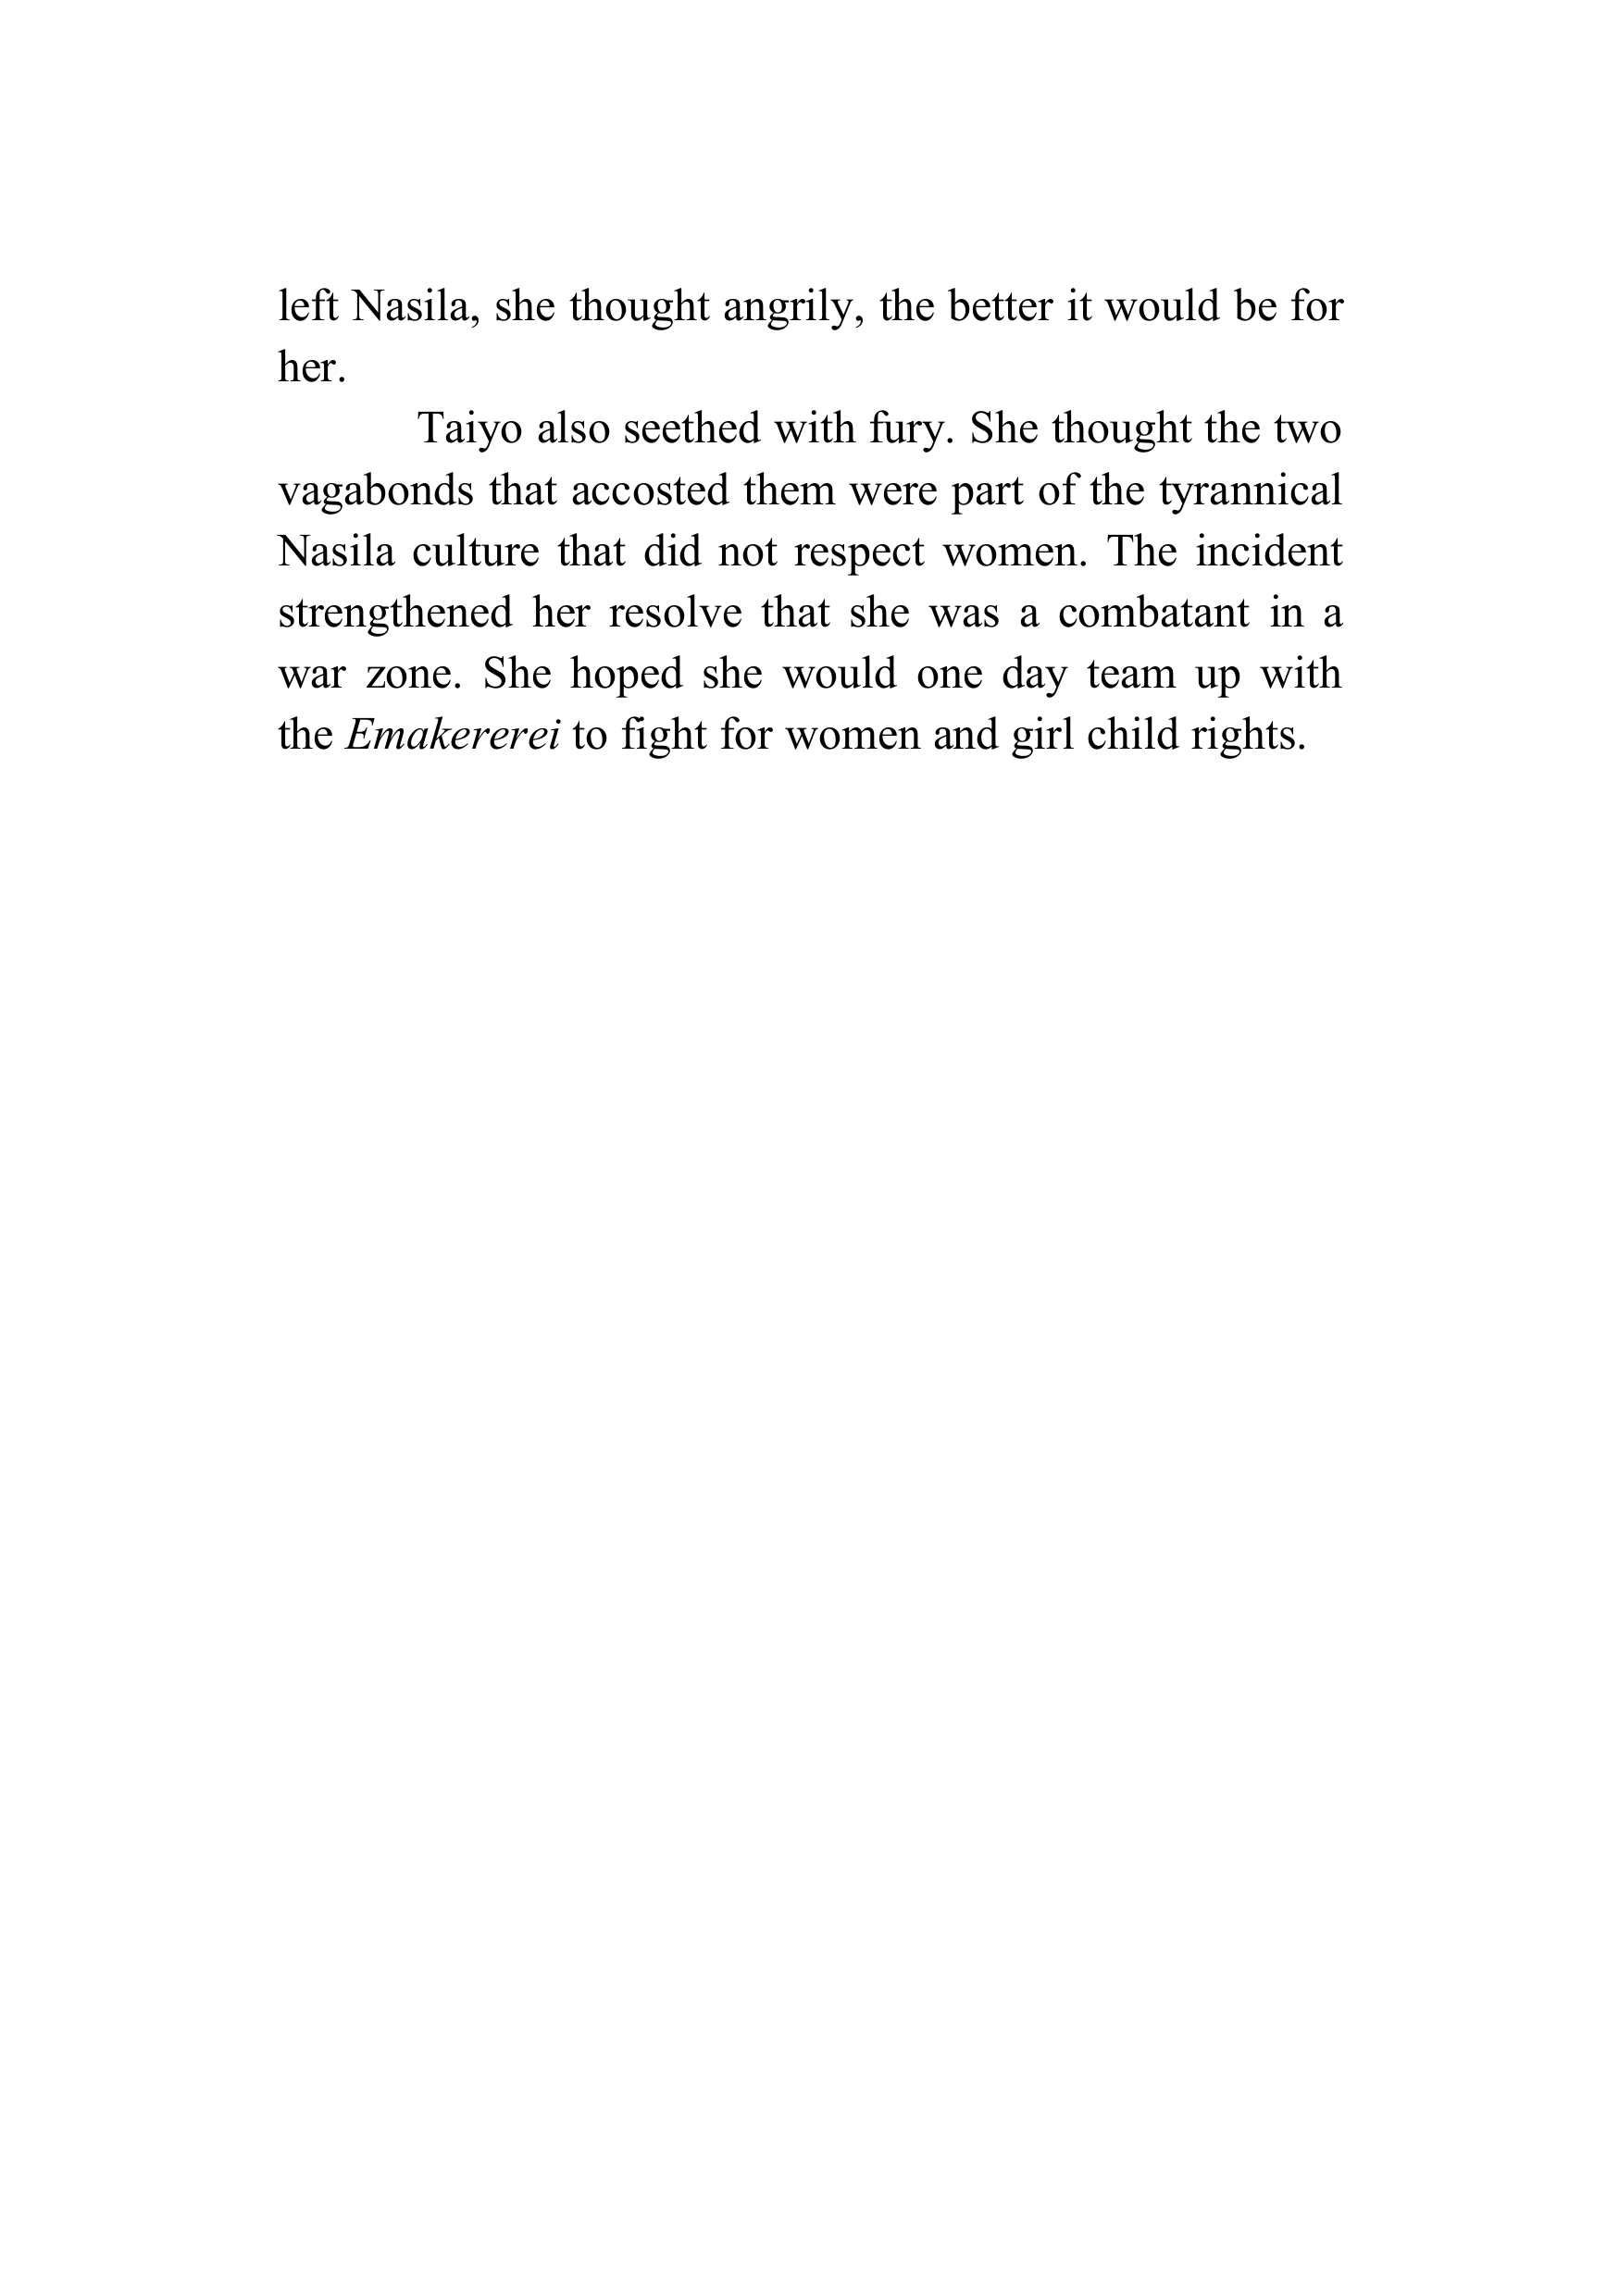 left Nasila, she thought angrily, the better it would be for
her.
Taiyo also seethed with fury. She thought the two
vagabonds that accosted them were part of the tyrannical
Nasila culture that did not respect women. The incident
strengthened her resolve that she was a combatant in a
war zone. She hoped she would one day team up with
the Emakererei to fight for women and girl child rights.